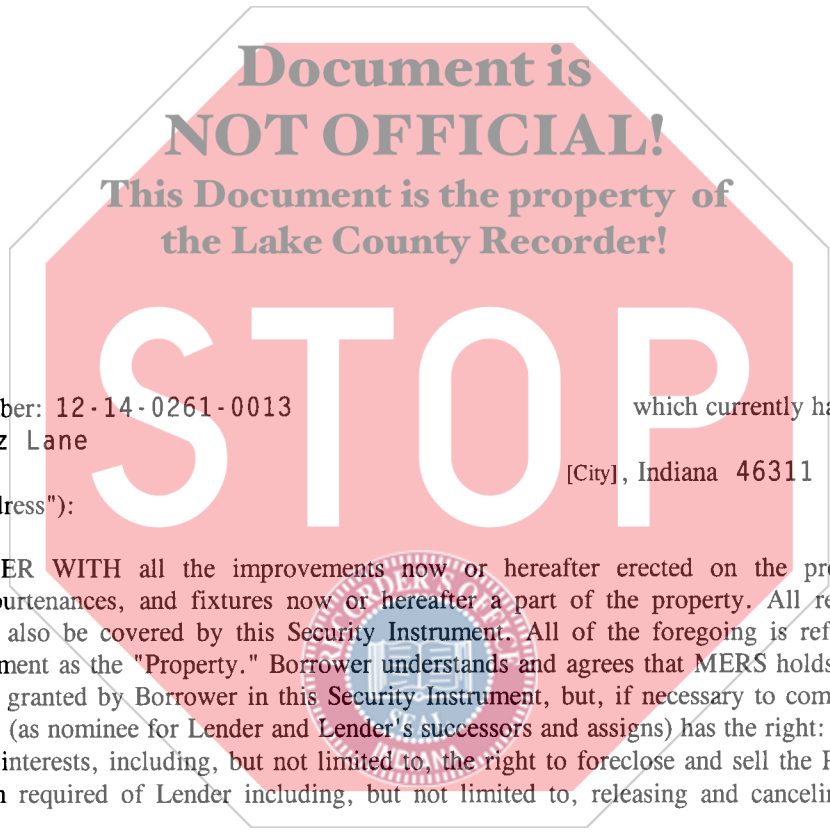 Document is
NOT OFFICIAL!
This Document is the property of
the Lake County Recorder!
STOP
ber: 12-14-0261-0013 which currently ha
z Lane
[City], Indiana 46311
dress"):
ER WITH all the improvements now or hereafter erected on the pro
purtenances, and fixtures now or hereafter a part of the property. All re
also be covered by this Security Instrument. All of the foregoing is ref
ment as the "Property." Borrower understands and agrees that MERS holds
granted by Borrower in this Security Instrument, but, if necessary to com
(as nominee for Lender and Lender's successors and assigns) has the right:
interests, including, but not limited to, the right to foreclose and sell the P
n required of Lender including, but not limited to, releasing and cancelin
RECORDER'S OFFICE
SEAL
INDIANA